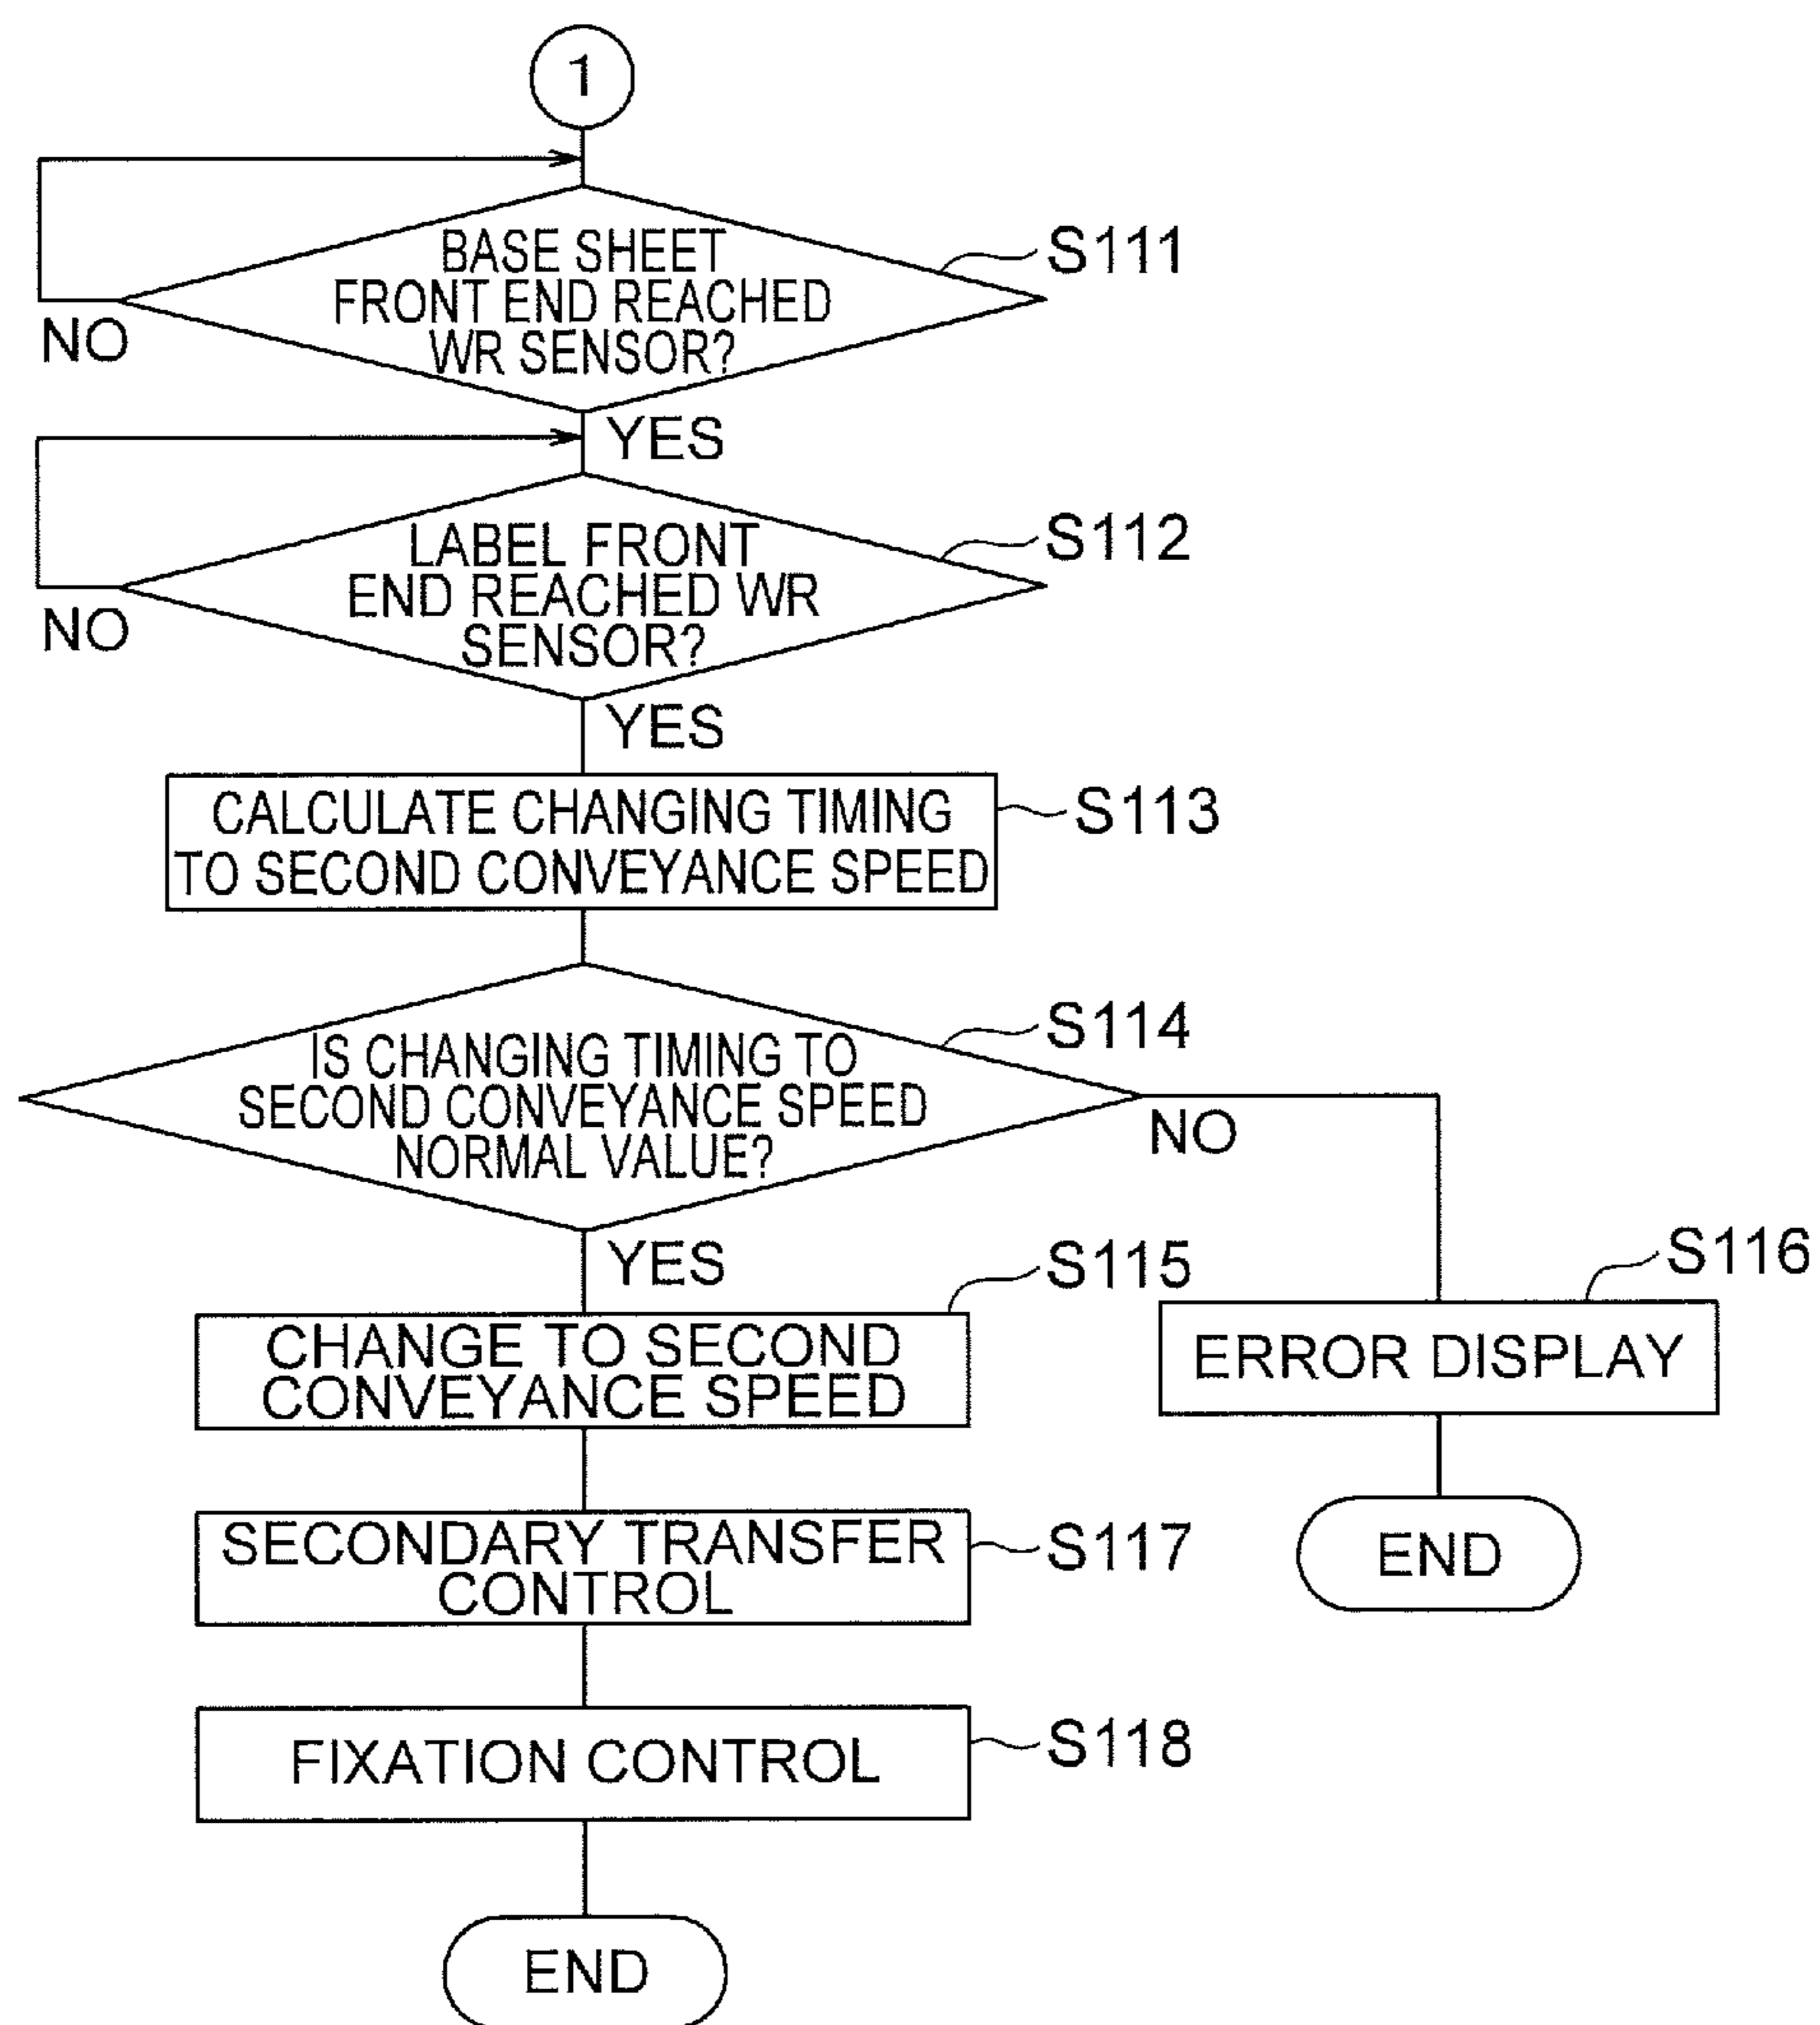 1
BASE SHEET
FRONT END REACHED
WR SENSOR?
S111
NO
YES
LABEL FRONT
END REACHED WR
SENSOR?
S112
NO
YES
CALCULATE CHANGING TIMING
TO SECOND CONVEYANCE SPEED
S113
IS CHANGING TIMING TO
SECOND CONVEYANCE SPEED
NORMAL VALUE?
S114
NO
YES
CHANGE TO SECOND
CONVEYANCE SPEED
S115
ERROR DISPLAY
S116
SECONDARY TRANSFER
CONTROL
S117
END
FIXATION CONTROL
S118
END